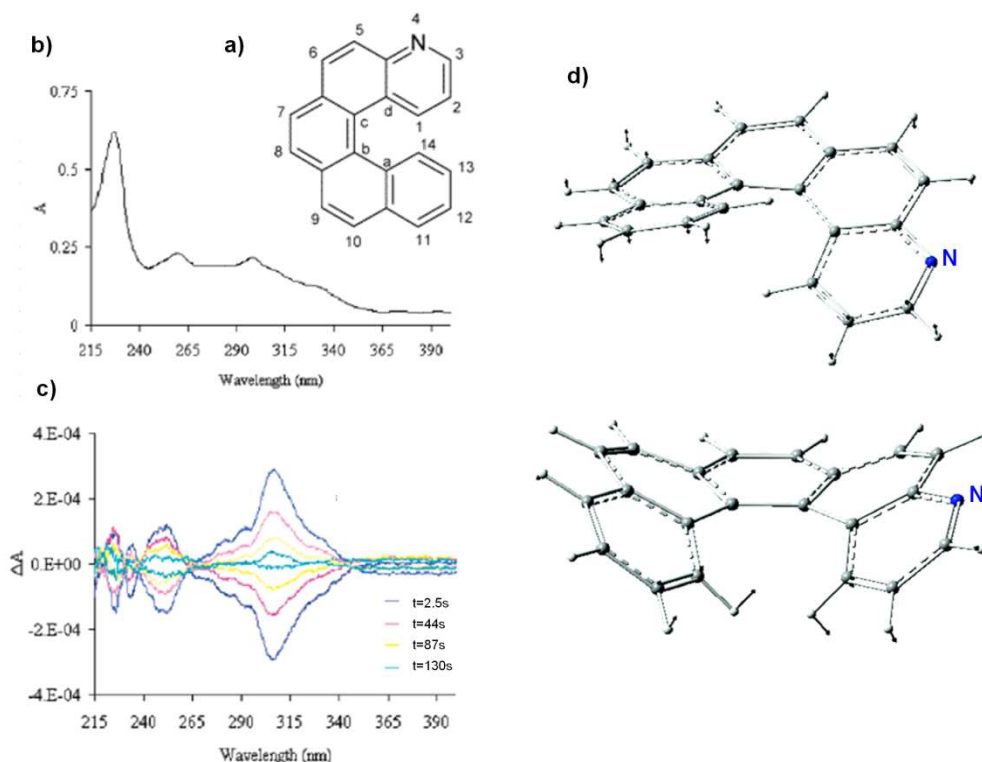 b)
a)
4
N
5
3
6
2
d
1
7
c
14
13
8
b
a
12
9
10
11
0.75
0.5
A
0.25
0
215 240 265 290 315 340 365 390
Wavelength (nm)
c)
4.E-04
2.E-04
ΔA
0.E+00
-2.E-04
-4.E-04
t=2.5s
t=44s
t=87s
t=130s
215 240 265 290 315 340 365 390
Wavelength (nm)
d)
N
N